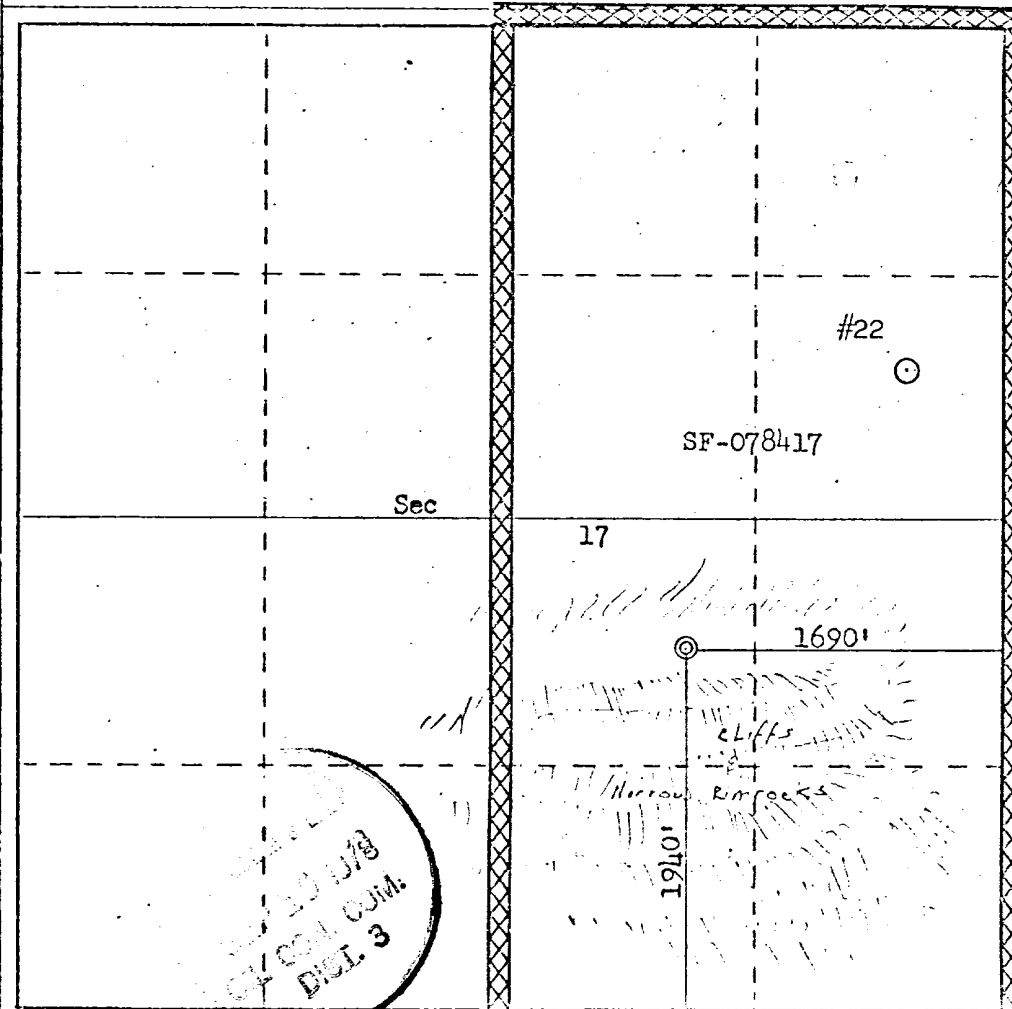 #22
SF-078417
Sec
17
1690'
cliffs
&
Narrow Rimrocks
1940'
OIL CON. COM.
DIST. 3